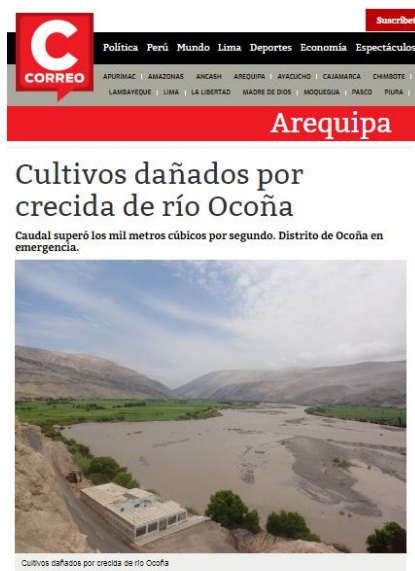 Suscríbet
C
CORREO
Política Perú Mundo Lima Deportes Economía Espectáculos
APURIMAC | AMAZONAS ANCASH AREQUIPA | AYACUCHO | CAJAMARCA CHIMBOTE |
LAMBAYEQUE | LIMA | LA LIBERTAD MADRE DE DIOS | MOQUEGUA | PASCO PIURA |
Arequipa
Cultivos dañados por
crecida de río Ocoña
Caudal superó los mil metros cúbicos por segundo. Distrito de Ocoña en
emergencia.
Cultivos dañados por crecida de río Ocoña